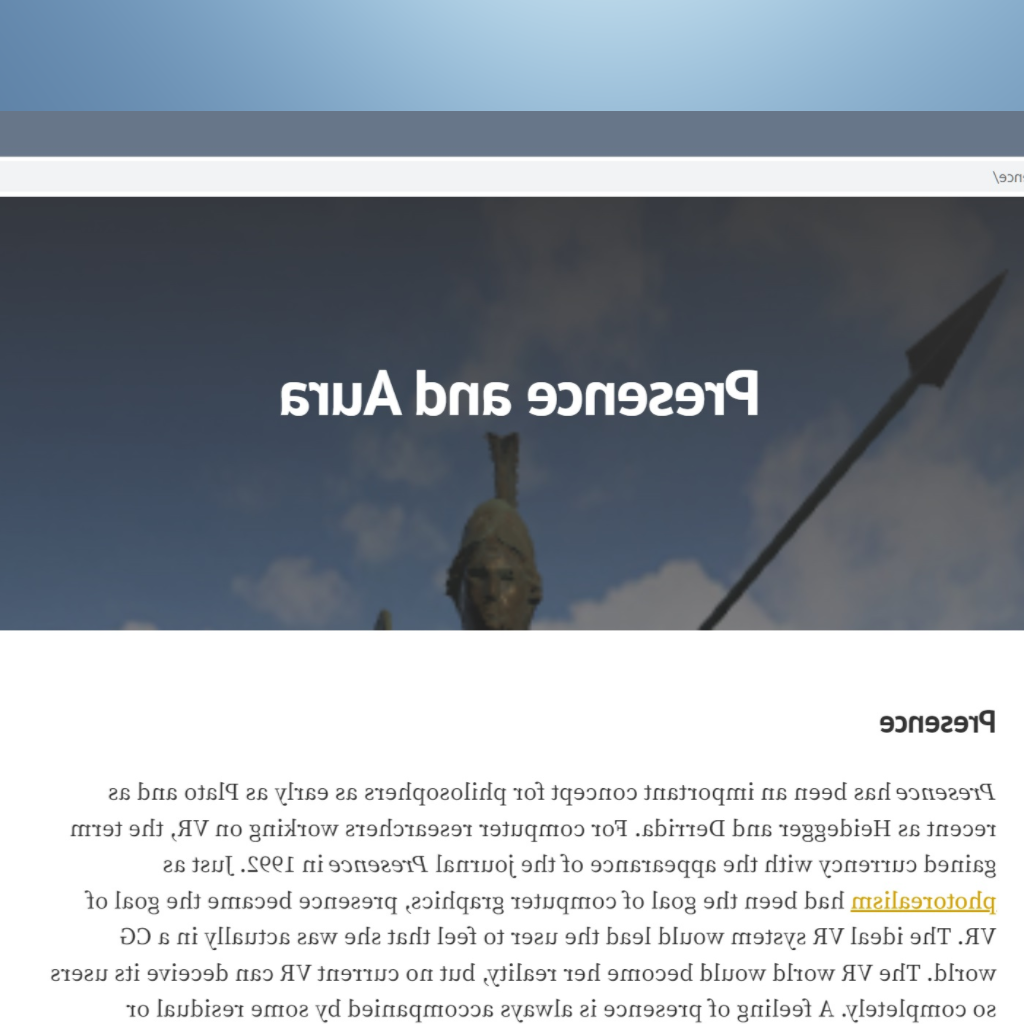 ence/
Presence and Aura
Presence
Presence has been an important concept for philosophers as early as Plato and as
recent as Heidegger and Derrida. For computer researchers working on VR, the term
gained currency with the appearance of the journal Presence in 1992. Just as
photorealism had been the goal of computer graphics, presence became the goal of
VR. The ideal VR system would lead the user to feel that she was actually in a CG
world. The VR world would become her reality, but no current VR can deceive its users
so completely. A feeling of presence is always accompanied by some residual or